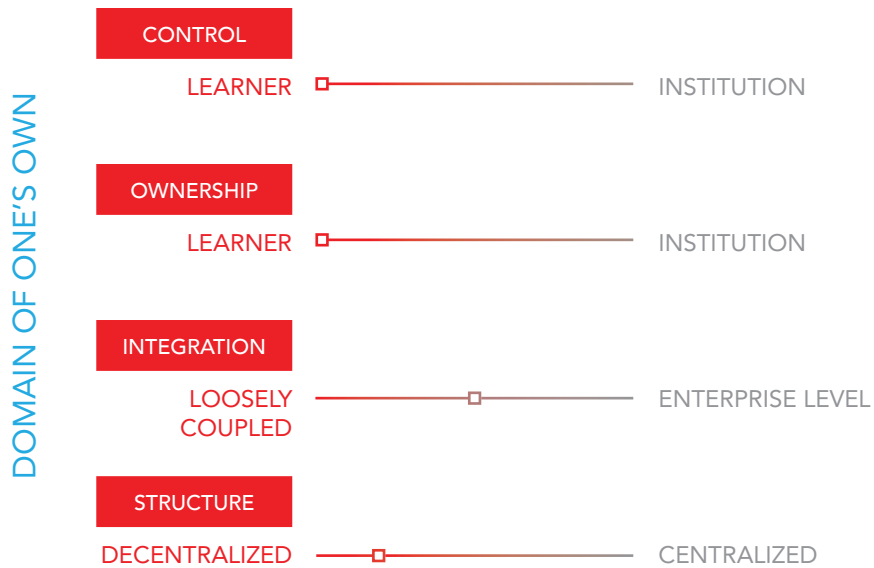 DOMAIN OF ONE'S OWN
CONTROL
LEARNER
INSTITUTION
OWNERSHIP
LEARNER
INSTITUTION
INTEGRATION
LOOSELY
COUPLED
ENTERPRISE LEVEL
STRUCTURE
DECENTRALIZED
CENTRALIZED